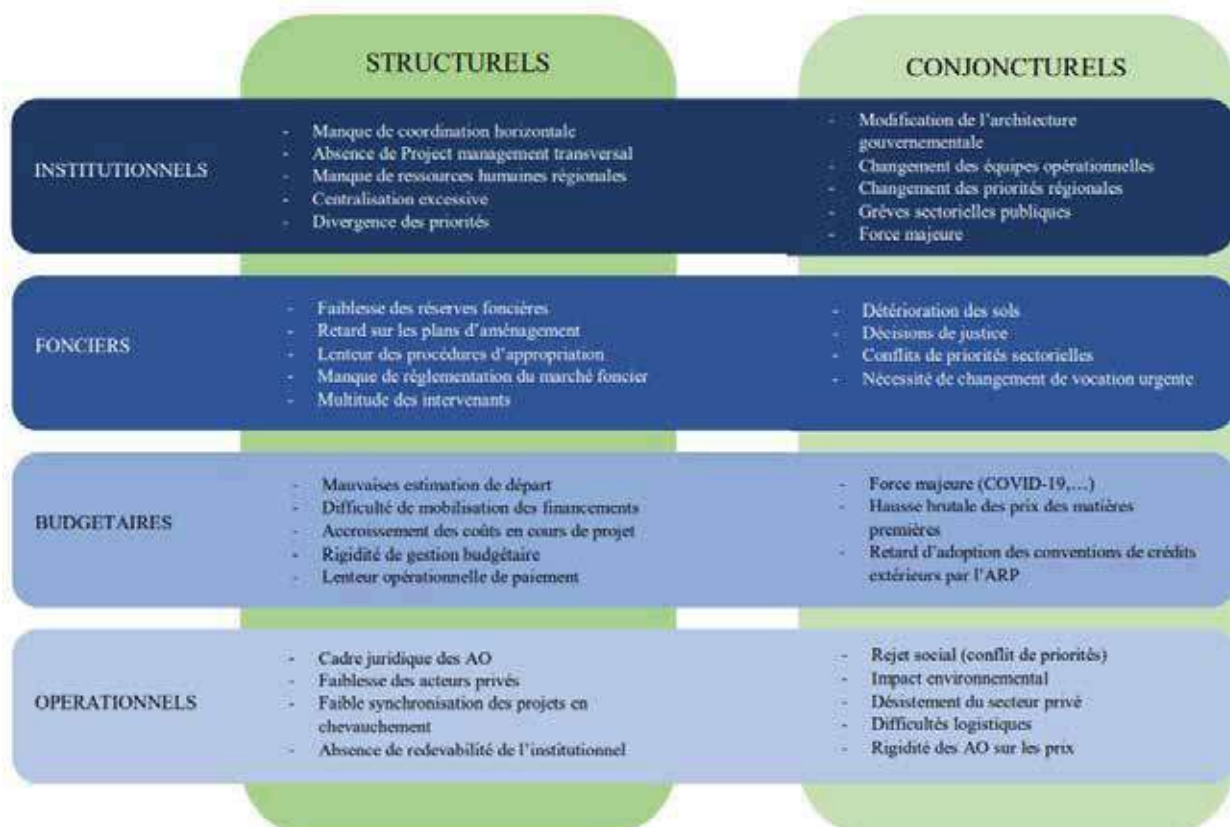 STRUCTURELS
CONJONCTURELS
INSTITUTIONNELS
- Manque de coordination horizontale
- Absence de Project management transversal
- Manque de ressources humaines régionales
- Centralisation excessive
- Divergence des priorités
- Modification de l'architecture
gouvernementale
- Changement des équipes opérationnelles
- Changement des priorités régionales
- Grèves sectorielles publiques
- Force majeure
FONCIERS
- Faiblesse des réserves foncières
- Retard sur les plans d'aménagement
- Lenteur des procédures d'appropriation
- Manque de réglementation du marché foncier
- Multitude des intervenants
- Détérioration des sols
- Décisions de justice
- Conflits de priorités sectorielles
- Nécessité de changement de vocation urgente
BUDGETAIRES
- Mauvaises estimation de départ
- Difficulté de mobilisation des financements
- Accroissement des coûts en cours de projet
- Rigidité de gestion budgétaire
- Lenteur opérationnelle de paiement
- Force majeure (COVID-19,…)
- Hausse brutale des prix des matières
premières
- Retard d'adoption des conventions de crédits
extérieurs par l'ARP
OPERATIONNELS
- Cadre juridique des AO
- Faiblesse des acteurs privés
- Faible synchronisation des projets en
chevauchement
- Absence de redevabilité de l'institutionnel
- Rejet social (conflit de priorités)
- Impact environnemental
- Désistement du secteur privé
- Difficultés logistiques
- Rigidité des AO sur les prix